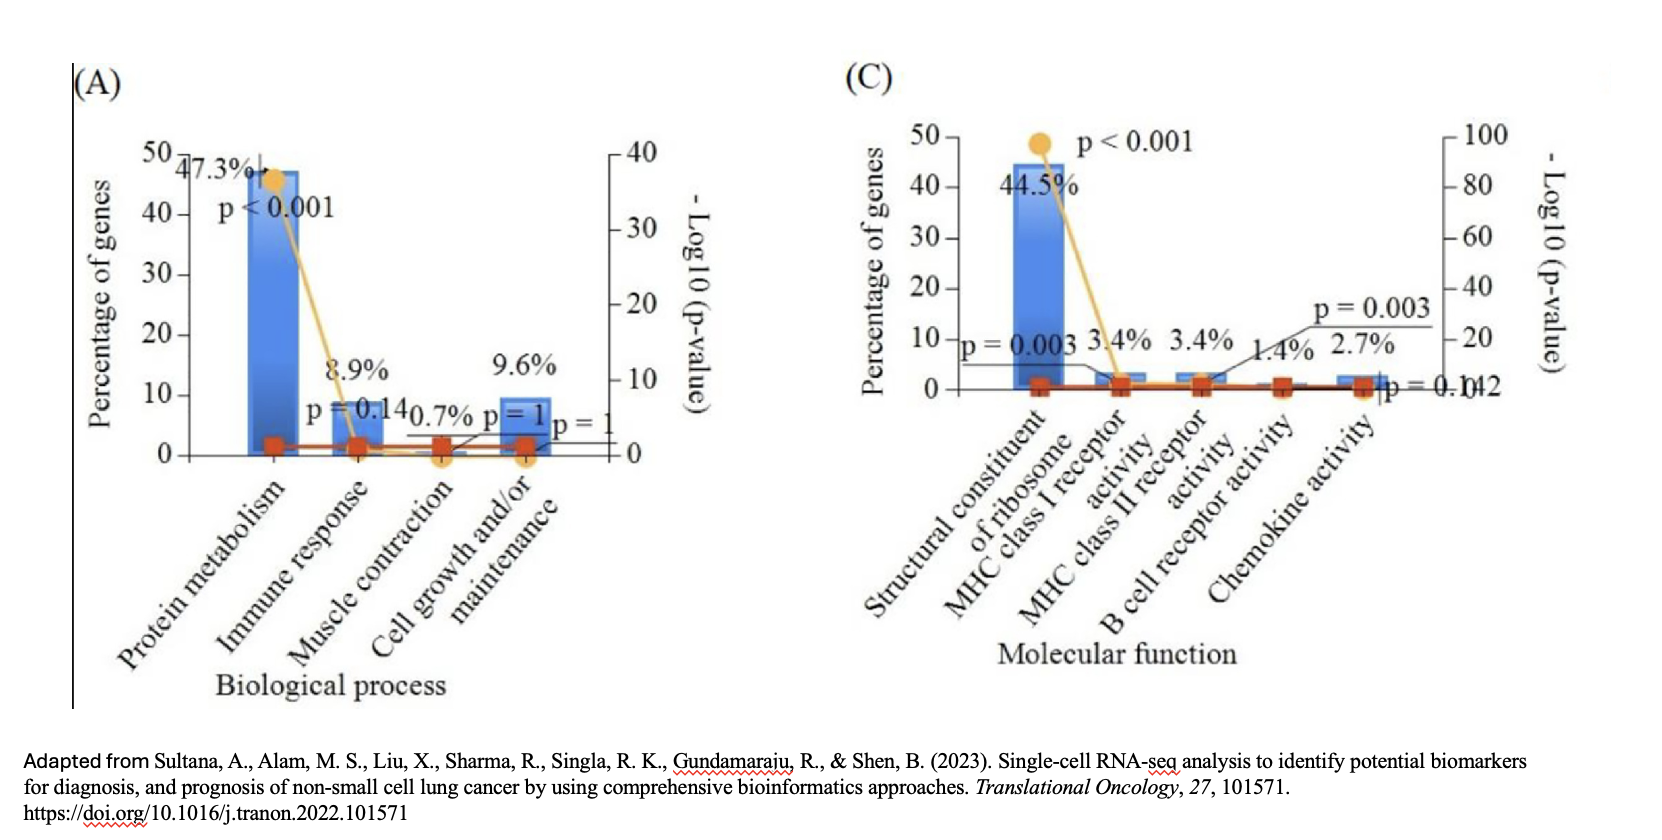 (A)
50
40
30
20
10
0
Percentage of genes
40
30
20
10
0
- Log10 (p-value)
47.3%
p < 0.001
8.9%
p = 0.14
0.7%
p = 1
9.6%
p = 1
Protein metabolism
Immune response
Muscle contraction
Cell growth and/or
maintenance
Biological process
(C)
50
40
30
20
10
0
Percentage of genes
100
80
60
40
20
- Log10 (p-value)
p < 0.001
44.5%
p = 0.003
3.4%
3.4%
p = 0.003
1.4%
2.7%
p = 0.142
Structural constituent
of ribosome
MHC class I receptor
activity
MHC class II receptor
activity
B cell receptor activity
Chemokine activity
Molecular function
Adapted from Sultana, A., Alam, M. S., Liu, X., Sharma, R., Singla, R. K., Gundamaraju, R., & Shen, B. (2023). Single-cell RNA-seq analysis to identify potential biomarkers
for diagnosis, and prognosis of non-small cell lung cancer by using comprehensive bioinformatics approaches. Translational Oncology, 27, 101571.
https://doi.org/10.1016/j.tranon.2022.101571